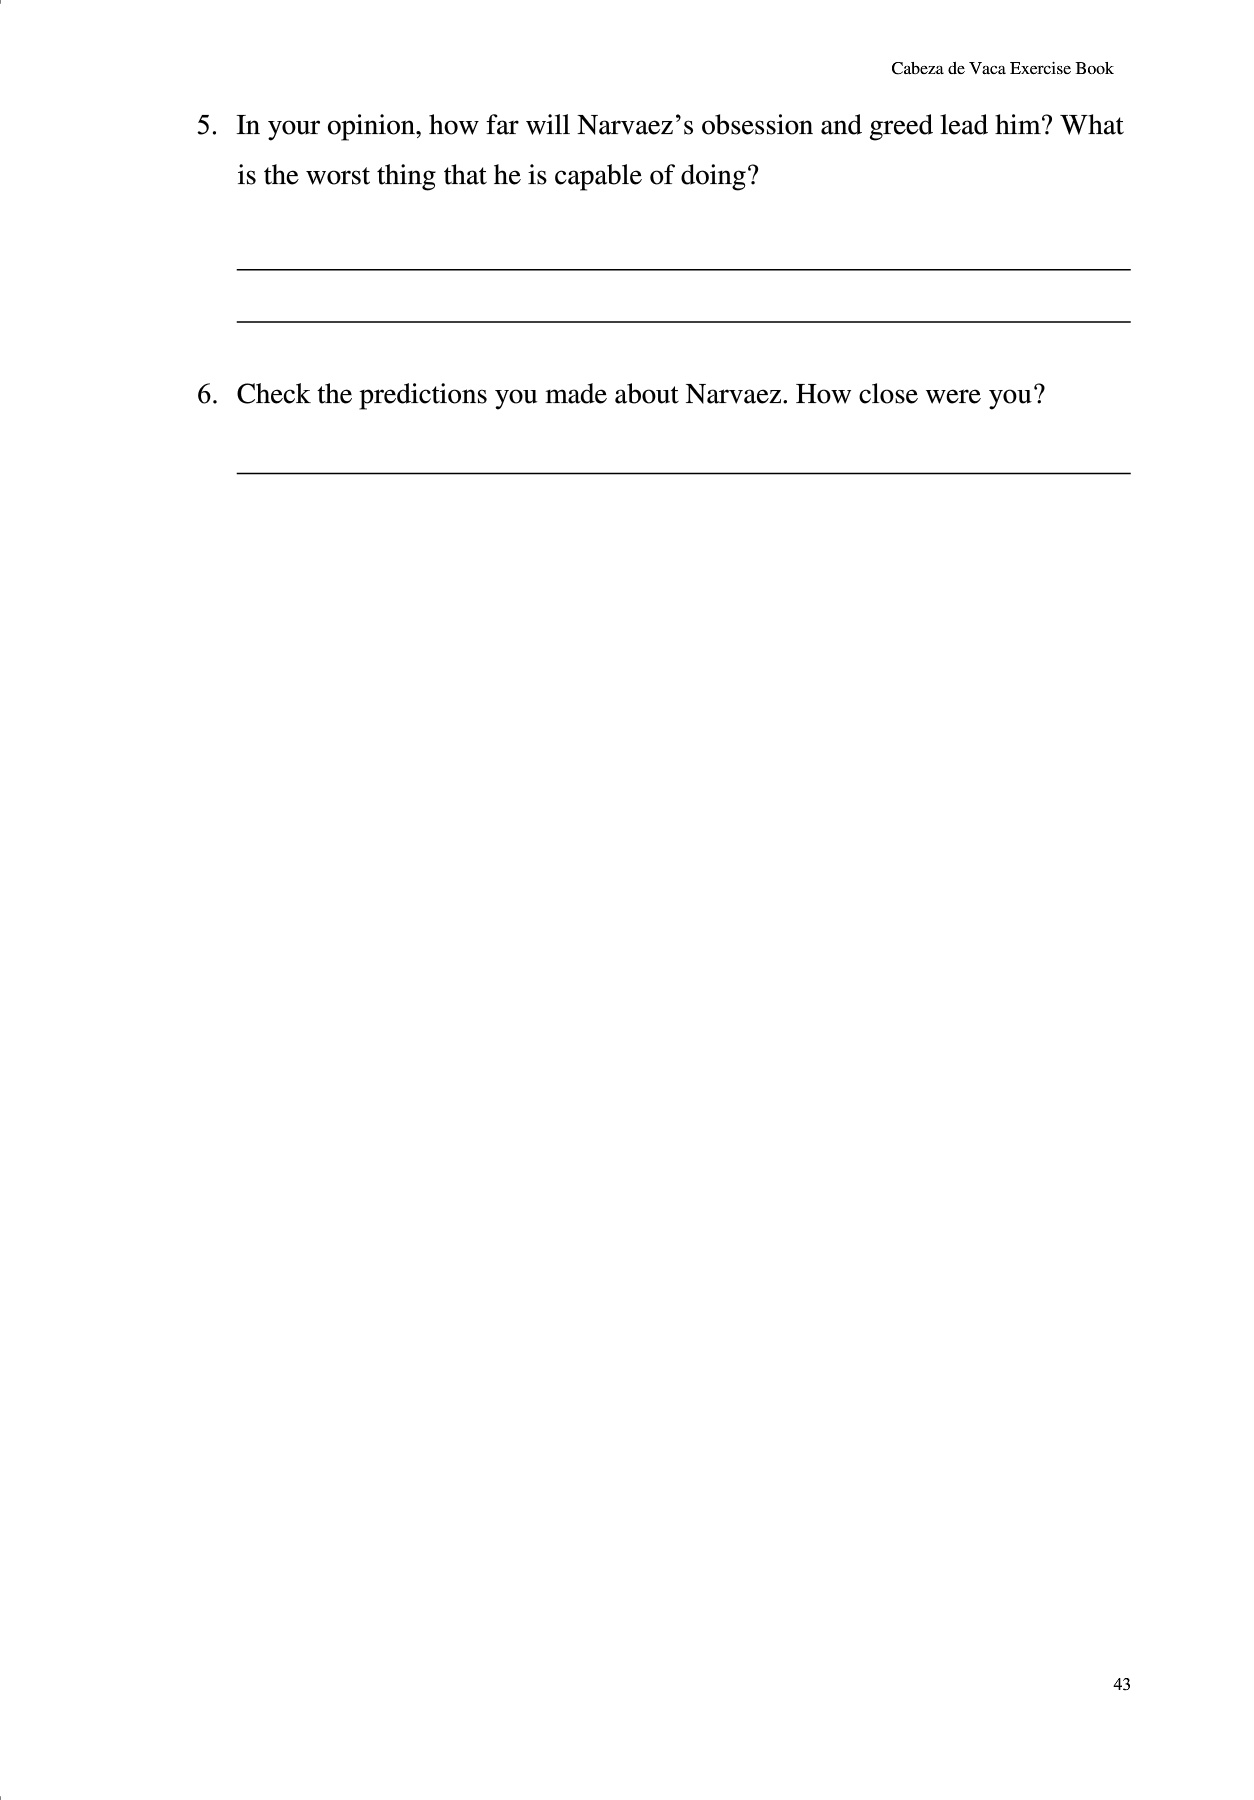 Cabeza de Vaca Exercise Book
5. In your opinion, how far will Narvaez’s obsession and greed lead him? What
is the worst thing that he is capable of doing?
6. Check the predictions you made about Narvaez. How close were you?
43